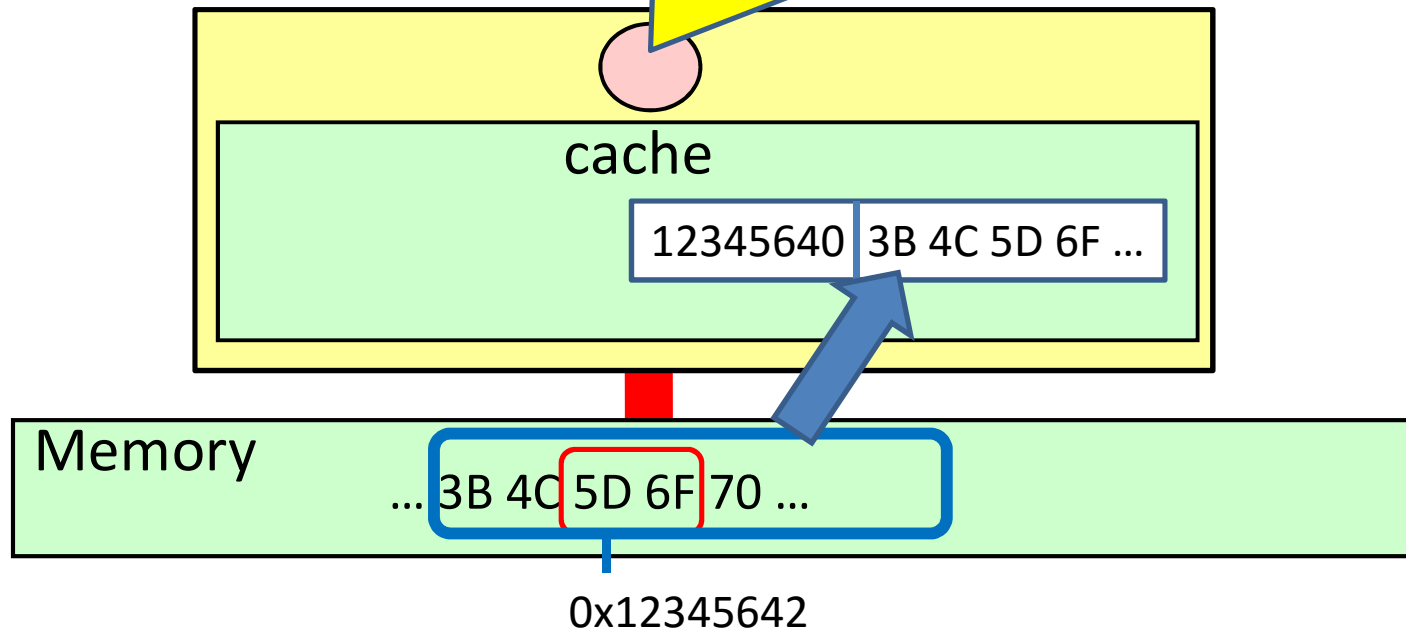 cache
12345640 3B 4C 5D 6F ...
Memory
... 3B 4C 5D 6F 70 ...
0x12345642